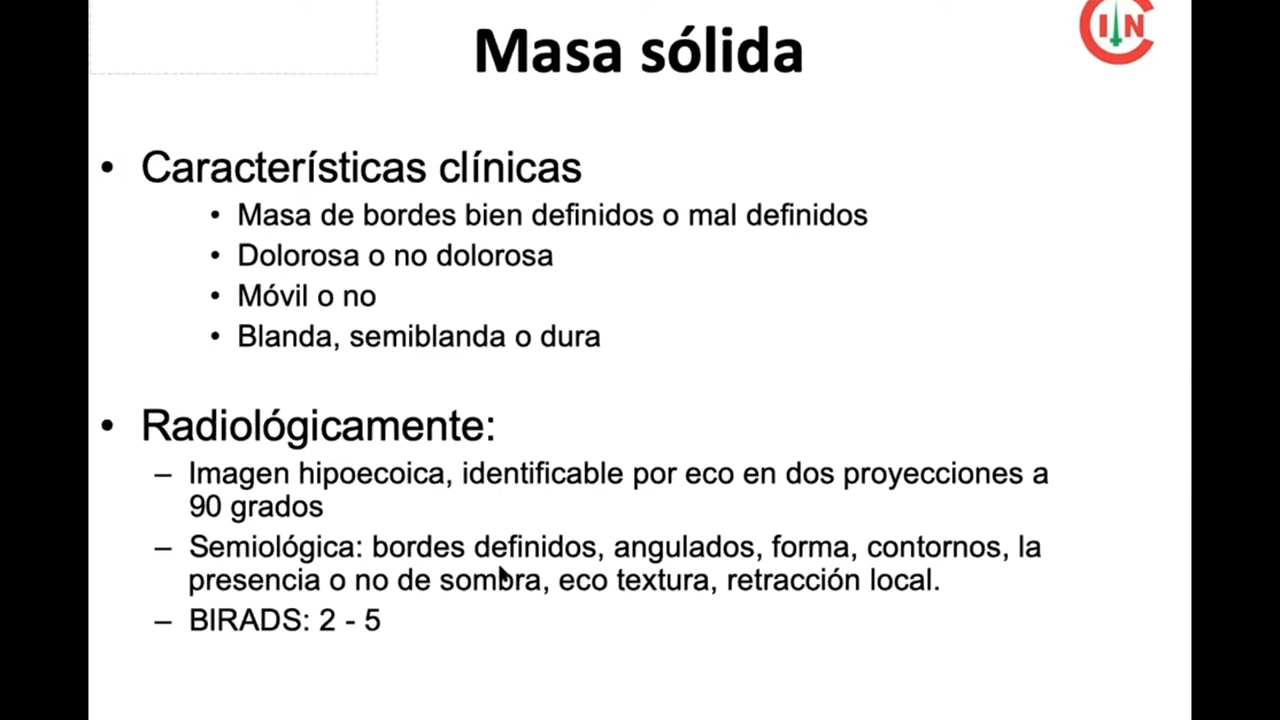 Masa sólida
CIN
• Características clínicas
• Masa de bordes bien definidos o mal definidos
• Dolorosa o no dolorosa
• Móvil o no
• Blanda, semiblanda o dura
• Radiológicamente:
– Imagen hipoecoica, identificable por eco en dos proyecciones a
90 grados
– Semiológica: bordes definidos, angulados, forma, contornos, la
presencia o no de sombra, eco textura, retracción local.
– BIRADS: 2 - 5